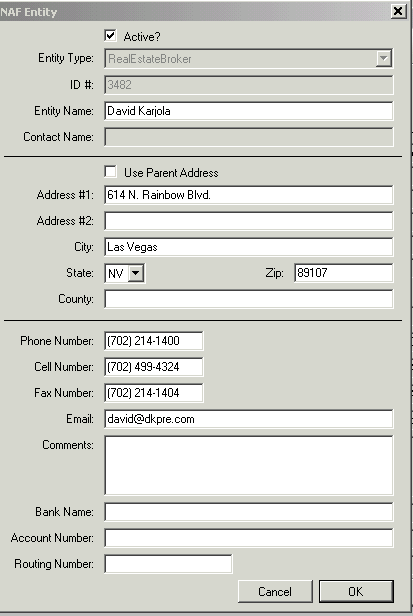 NAF Entity
Active?
Entity Type: RealEstateBroker
ID #: 3482
Entity Name: David Karjola
Contact Name:
Use Parent Address
Address #1: 614 N. Rainbow Blvd.
Address #2:
City: Las Vegas
State: NV Zip: 89107
County:
Phone Number: (702) 214-1400
Cell Number: (702) 499-4324
Fax Number: (702) 214-1404
Email: david@dkpre.com
Comments:
Bank Name:
Account Number:
Routing Number:
Cancel OK